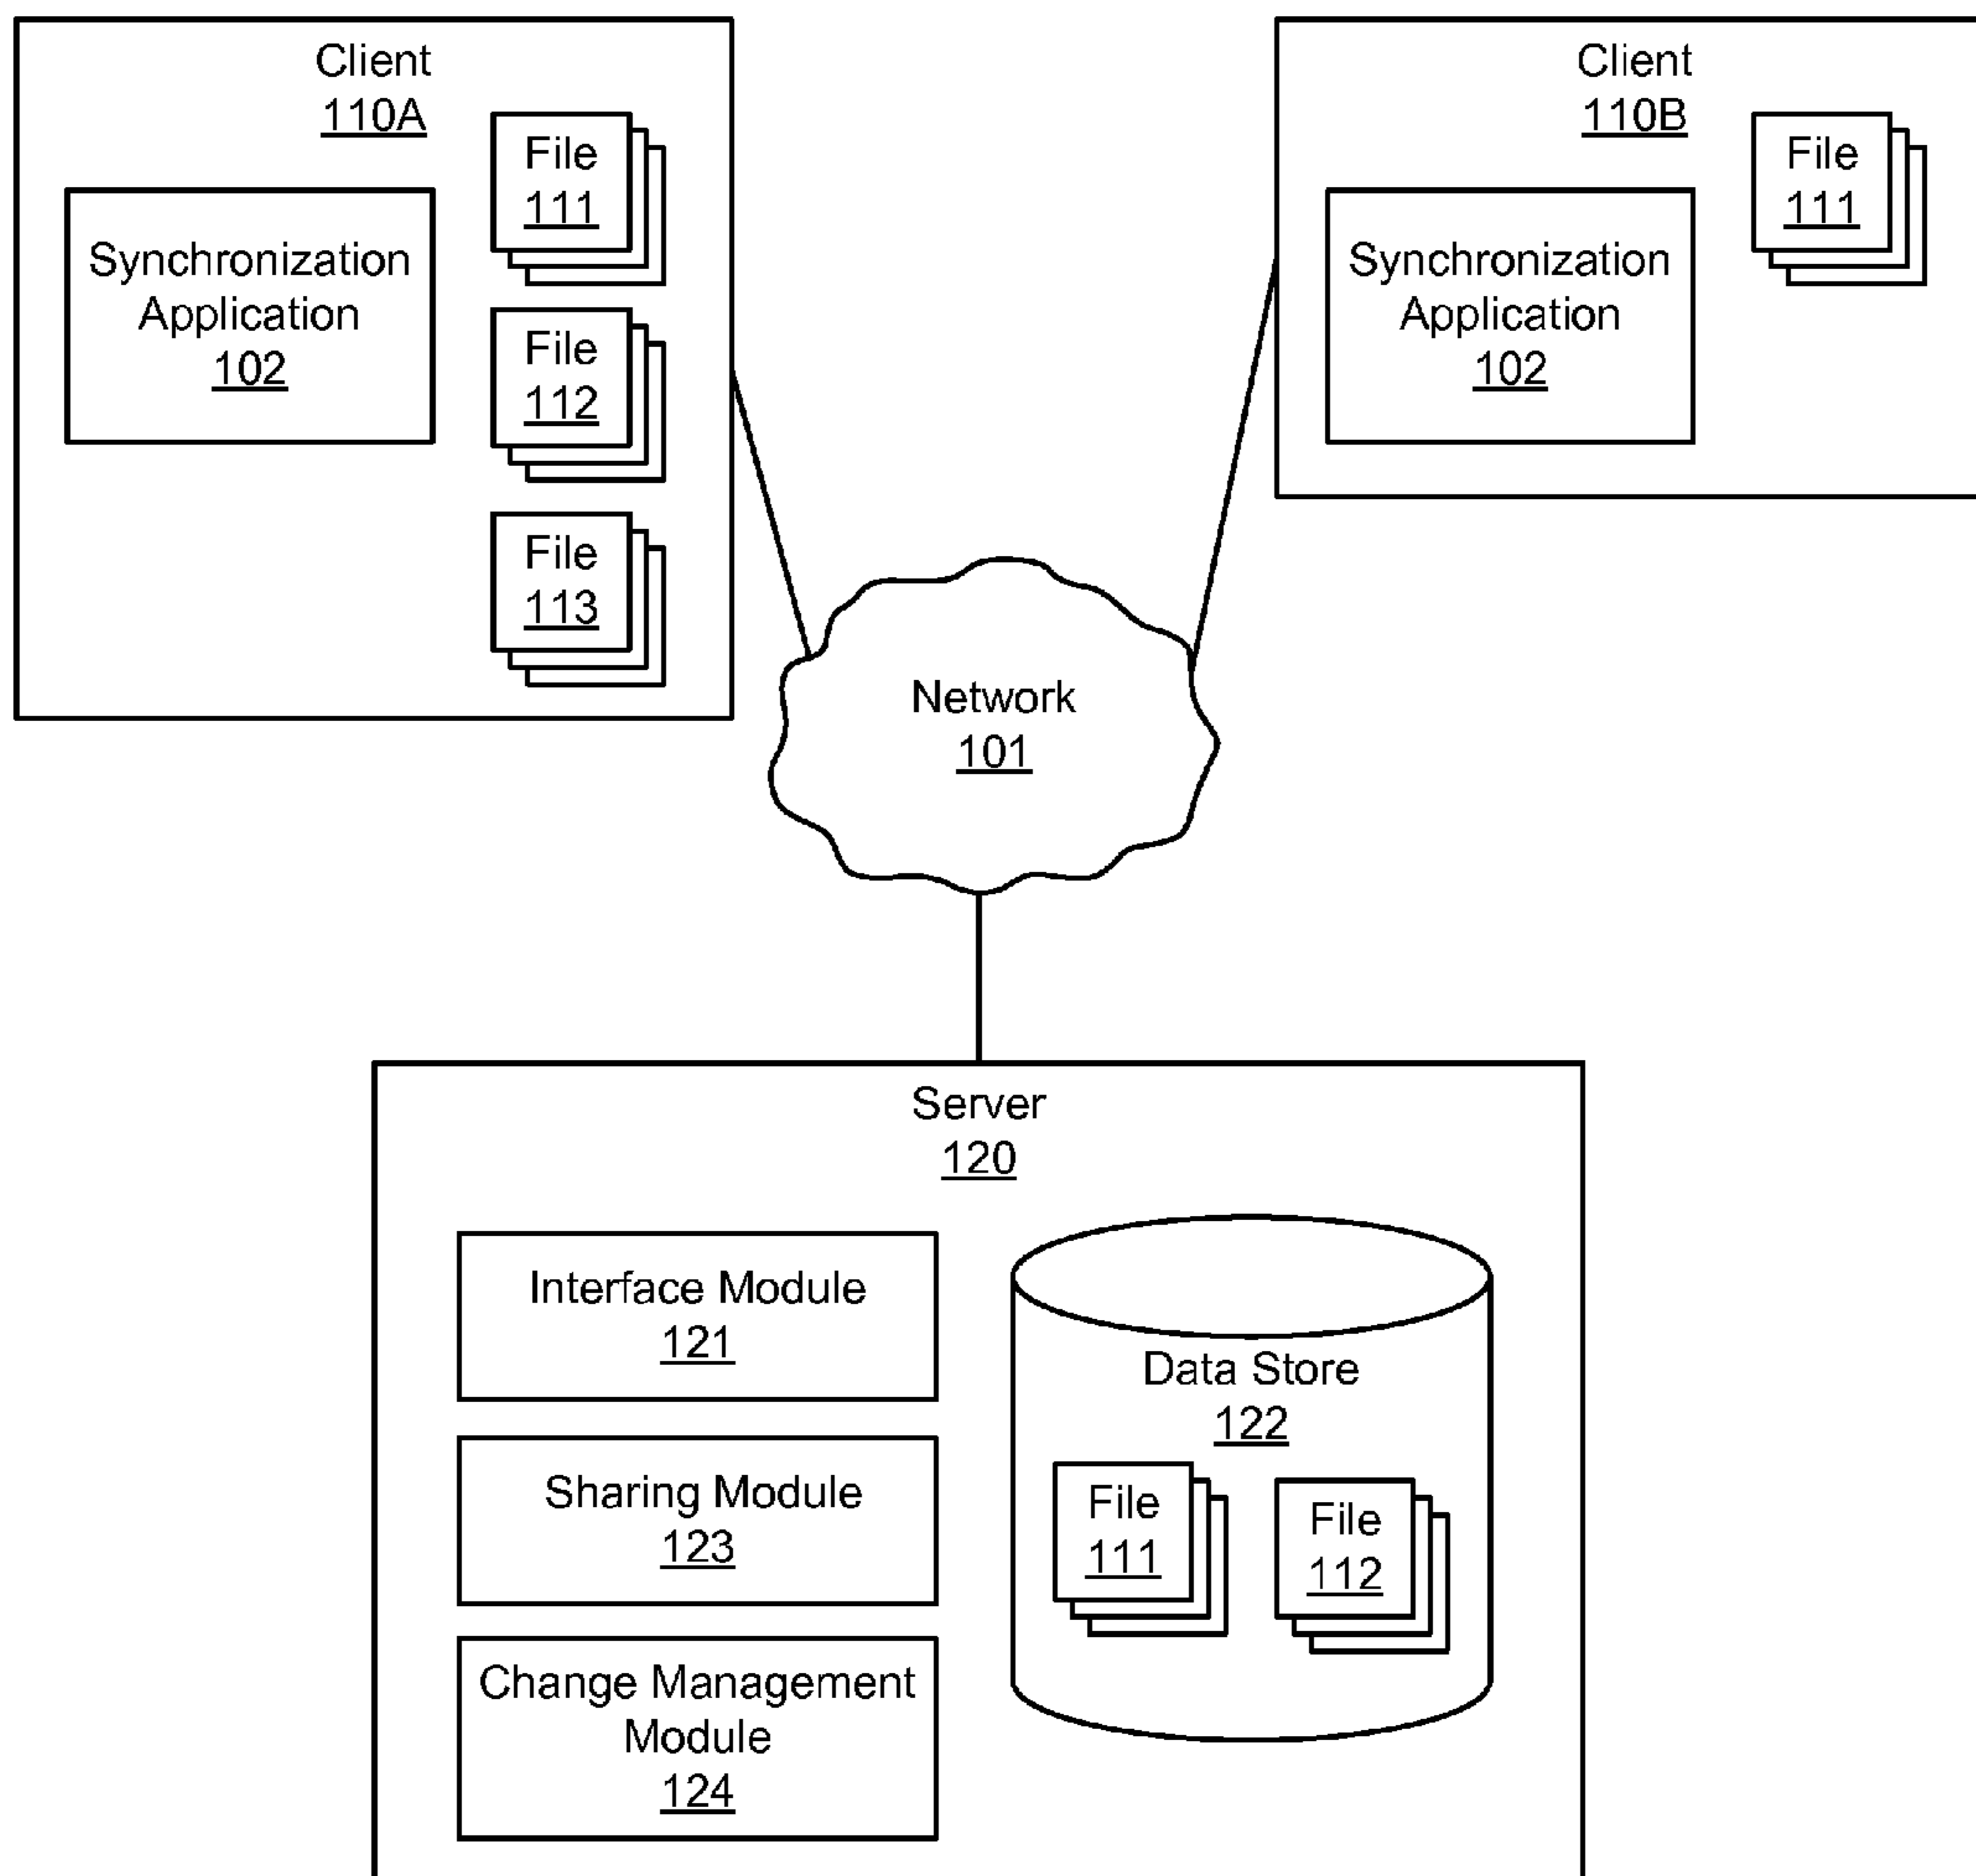 Client
110A
Synchronization
Application
102
File
111
File
112
File
113
Client
110B
Synchronization
Application
102
File
111
Network
101
Server
120
Interface Module
121
Sharing Module
123
Change Management
Module
124
Data Store
122
File
111
File
112